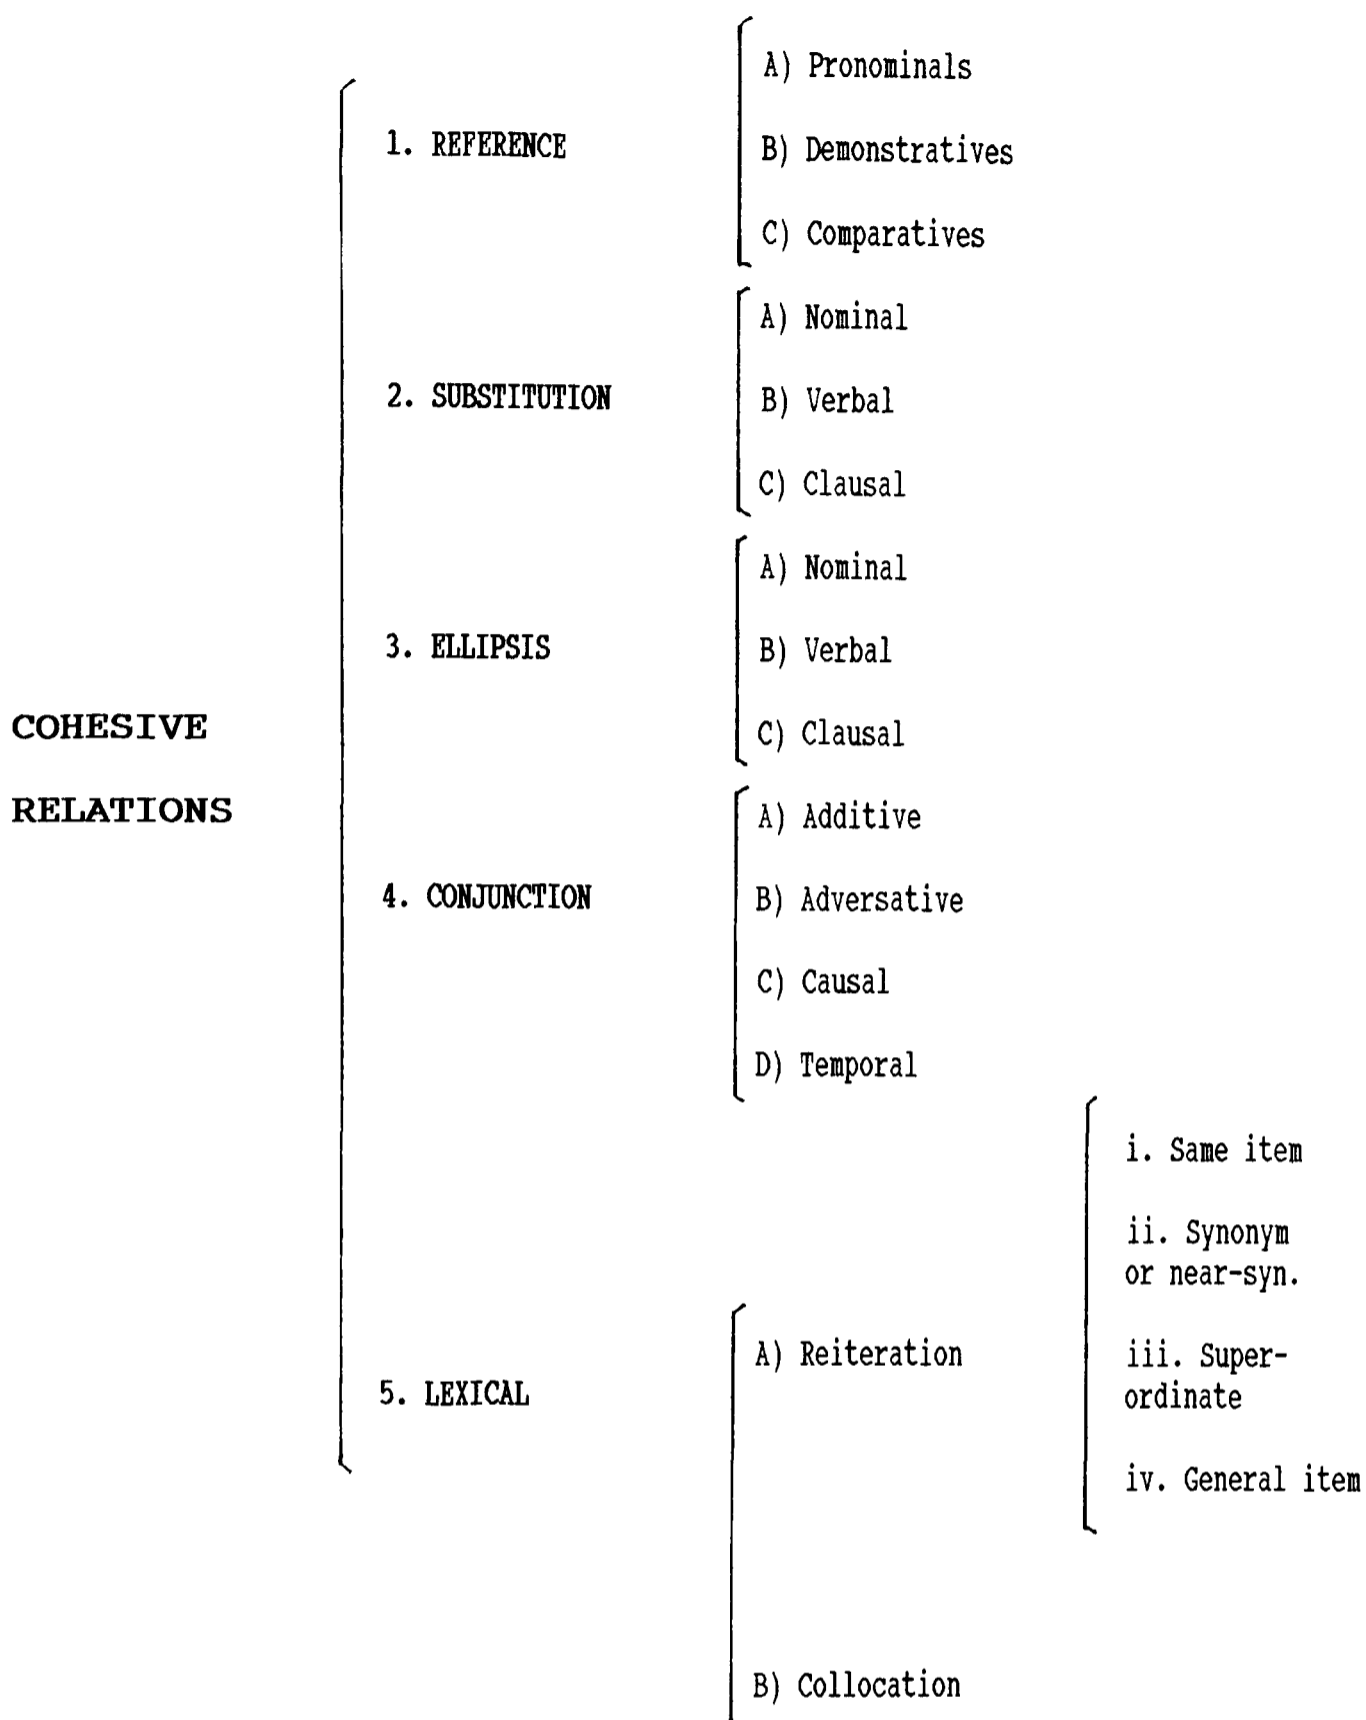 COHESIVE
RELATIONS
1. REFERENCE
A) Pronominals
B) Demonstratives
C) Comparatives
2. SUBSTITUTION
A) Nominal
B) Verbal
C) Clausal
3. ELLIPSIS
A) Nominal
B) Verbal
C) Clausal
4. CONJUNCTION
A) Additive
B) Adversative
C) Causal
D) Temporal
5. LEXICAL
A) Reiteration
i. Same item
ii. Synonym
or near-syn.
iii. Super-
ordinate
iv. General item
B) Collocation